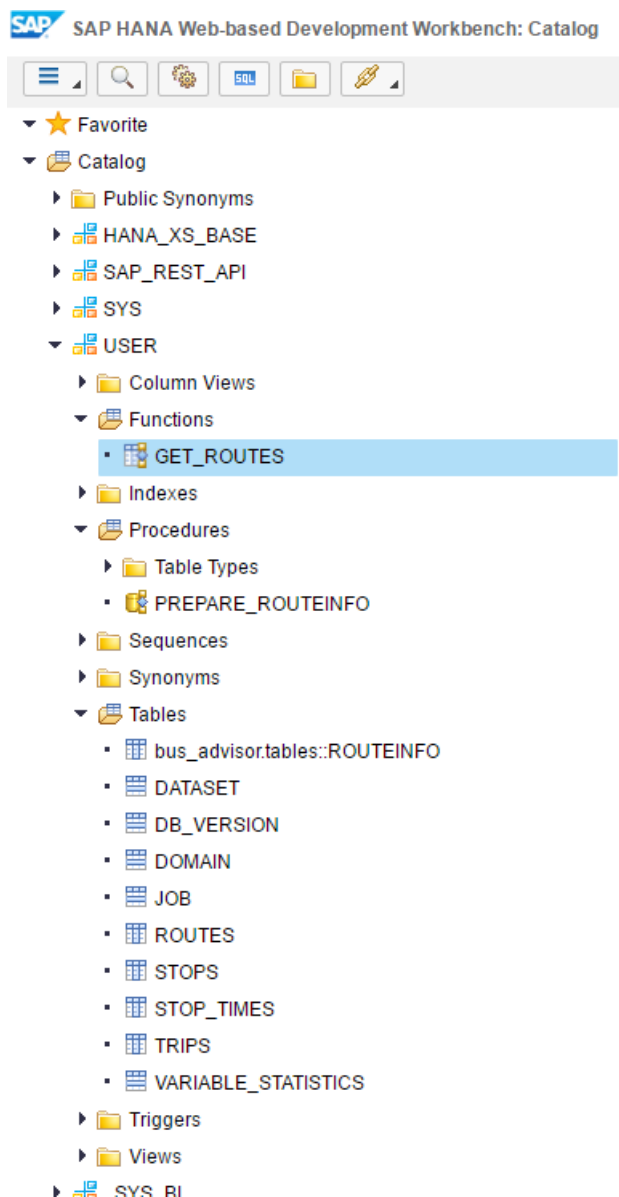 SAP SAP HANA Web-based Development Workbench: Catalog
SQL
Favorite
Catalog
Public Synonyms
HANA_XS_BASE
SAP_REST_API
SYS
USER
Column Views
Functions
GET_ROUTES
Indexes
Procedures
Table Types
PREPARE_ROUTEINFO
Sequences
Synonyms
Tables
bus_advisor.tables::ROUTEINFO
DATASET
DB_VERSION
DOMAIN
JOB
ROUTES
STOPS
STOP_TIMES
TRIPS
VARIABLE_STATISTICS
Triggers
Views
_SYS_BI